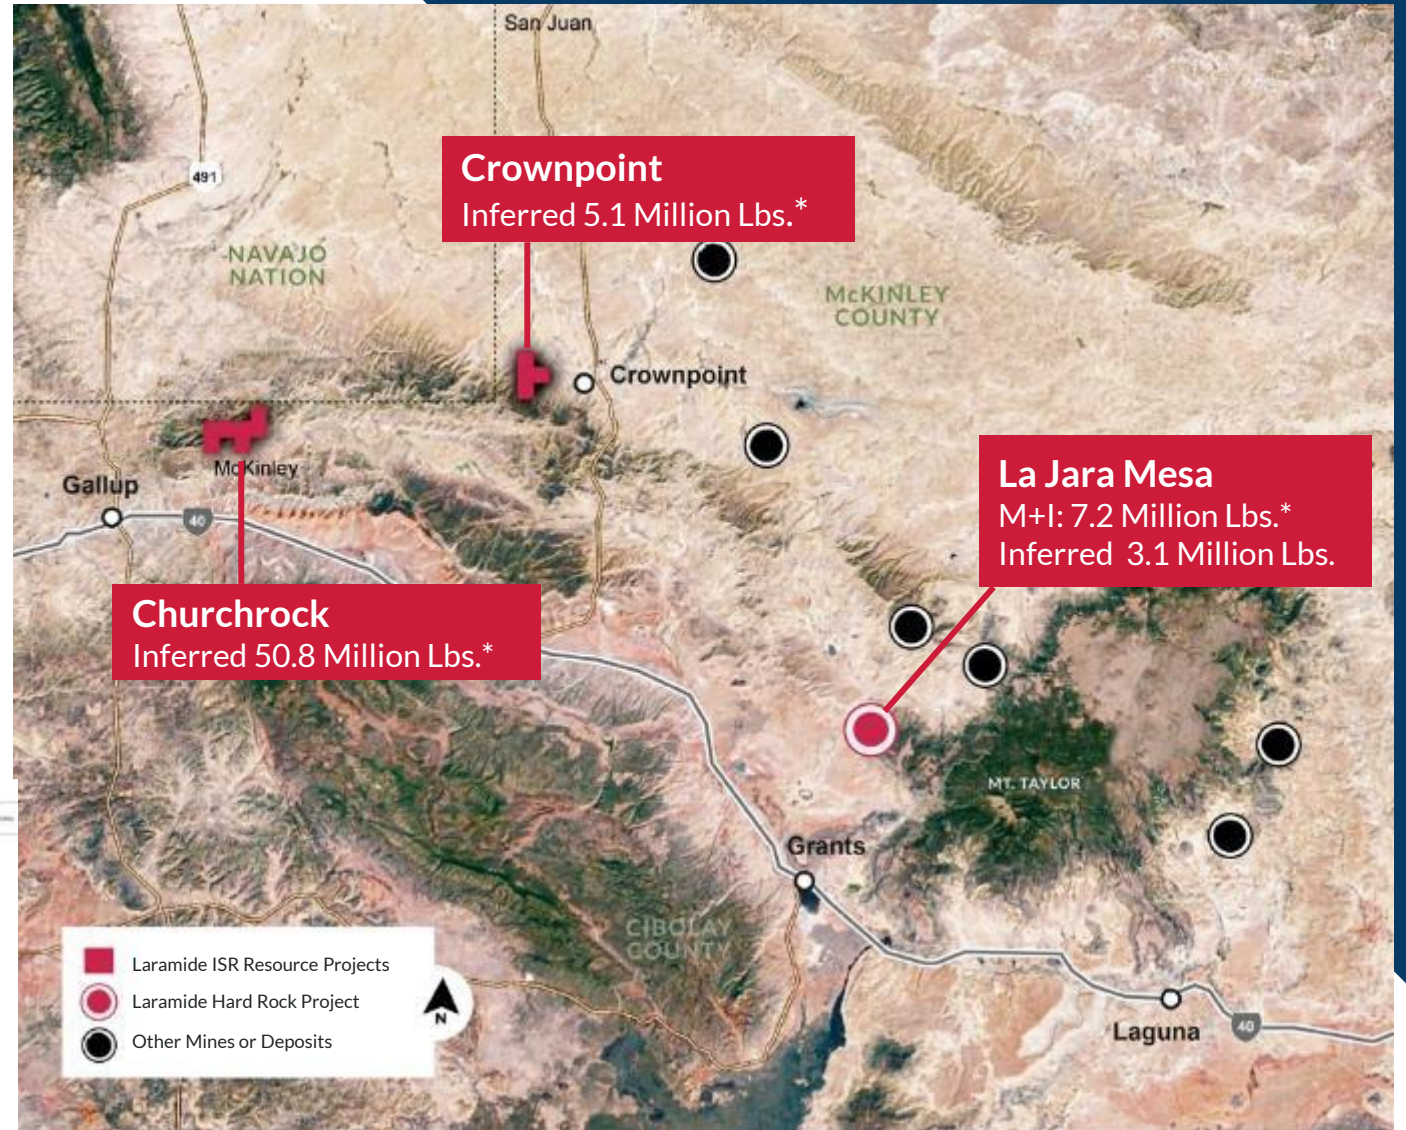 San Juan
491
Crownpoint
Inferred 5.1 Million Lbs.*
NAVAJO
NATION
McKINLEY
COUNTY
Crownpoint
McKinley
Gallup
40
La Jara Mesa
M+I: 7.2 Million Lbs.*
Inferred 3.1 Million Lbs.
Churchrock
Inferred 50.8 Million Lbs.*
MT. TAYLOR
Grants
CIBOLAY
COUNTY
Laguna
40
Laramide ISR Resource Projects
Laramide Hard Rock Project
Other Mines or Deposits
N